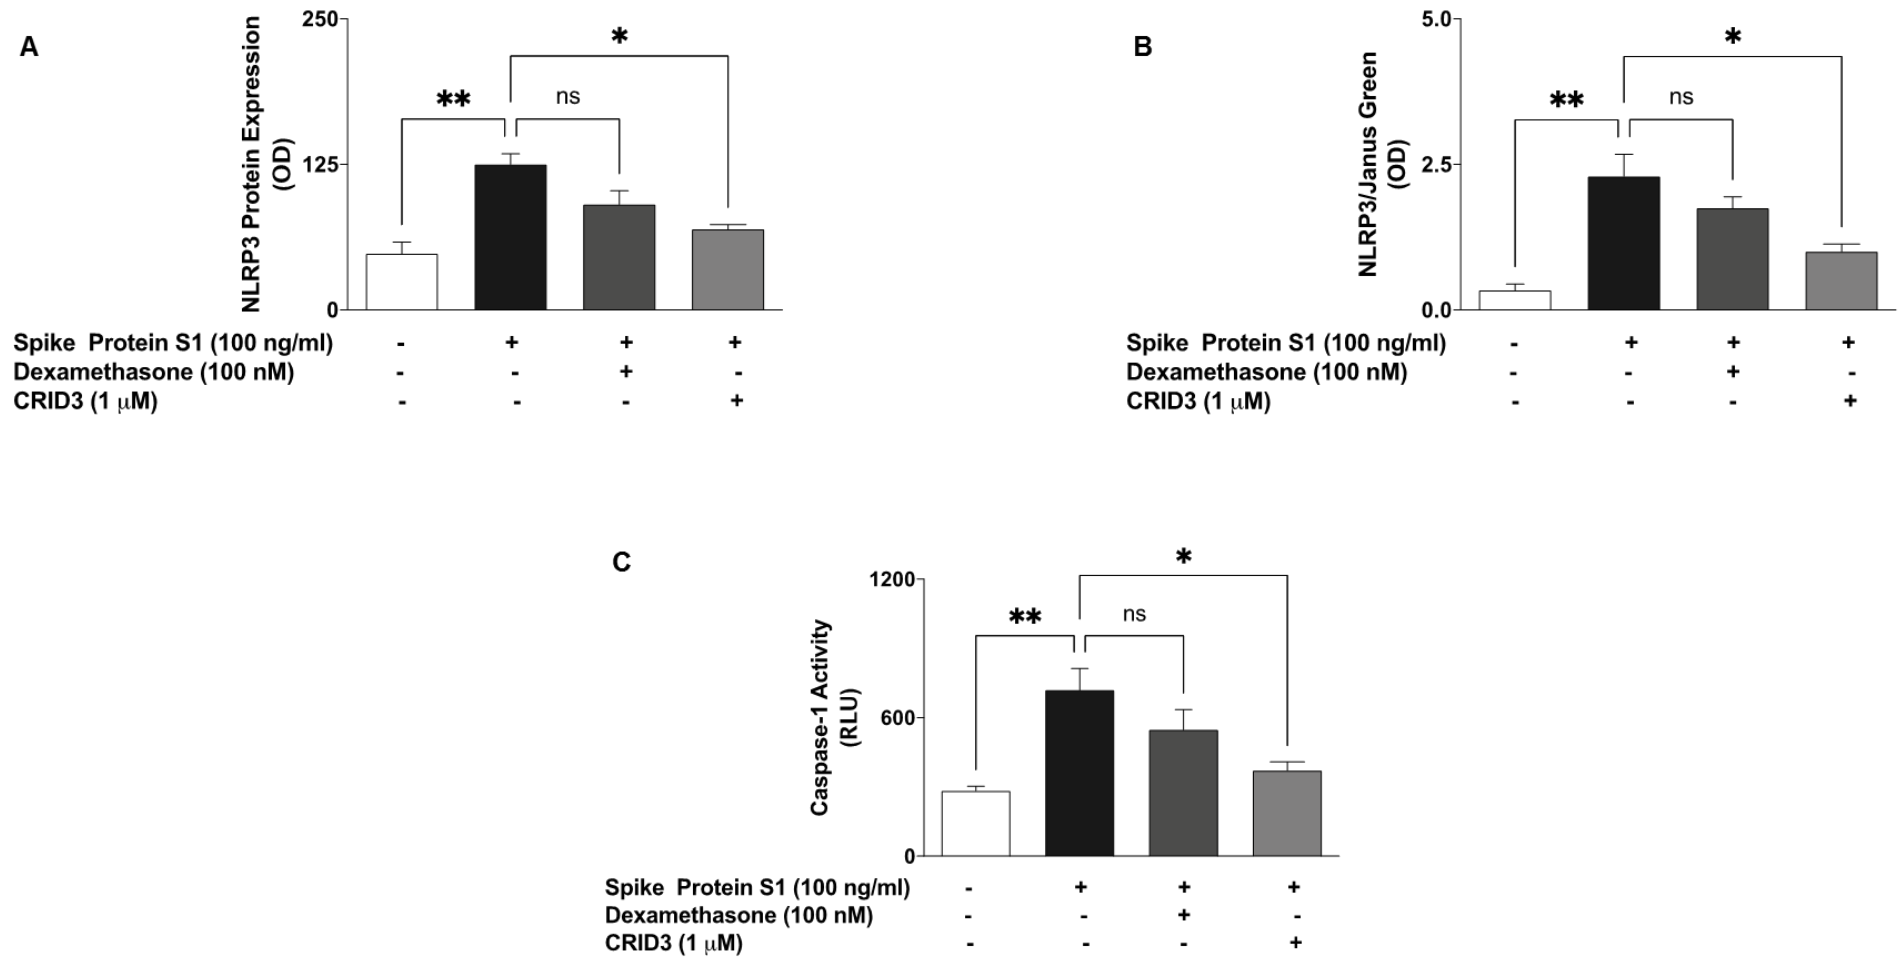 A
NLRP3 Protein Expression
(OD)
250
125
0
*
**
ns
Spike Protein S1 (100 ng/ml) - + + +
Dexamethasone (100 nM) - - + -
CRID3 (1 μM) - - - +
B
NLRP3/Janus Green
(OD)
5.0
2.5
0.0
*
**
ns
Spike Protein S1 (100 ng/ml) - + + +
Dexamethasone (100 nM) - - + -
CRID3 (1 μM) - - - +
C
Caspase-1 Activity
(RLU)
1200
600
0
*
**
ns
Spike Protein S1 (100 ng/ml) - + + +
Dexamethasone (100 nM) - - + -
CRID3 (1 μM) - - - +